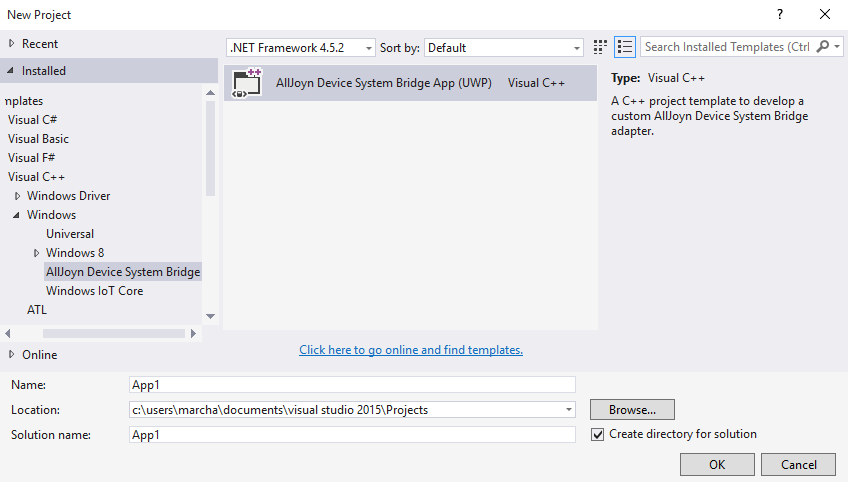 New Project
?
Recent
.NET Framework 4.5.2
Sort by:
Default
Search Installed Templates (Ctrl
Installed
mplates
Visual C#
Visual Basic
Visual F#
Visual C++
Windows Driver
Windows
Universal
Windows 8
AllJoyn Device System Bridge
Windows IoT Core
ATL
Online
AllJoyn Device System Bridge App (UWP)
Visual C++
Type: Visual C++
A C++ project template to develop a
custom AllJoyn Device System Bridge
adapter.
Click here to go online and find templates.
Name:
App1
Location:
c:\users\marcha\documents\visual studio 2015\Projects
Browse...
Solution name:
App1
Create directory for solution
OK
Cancel